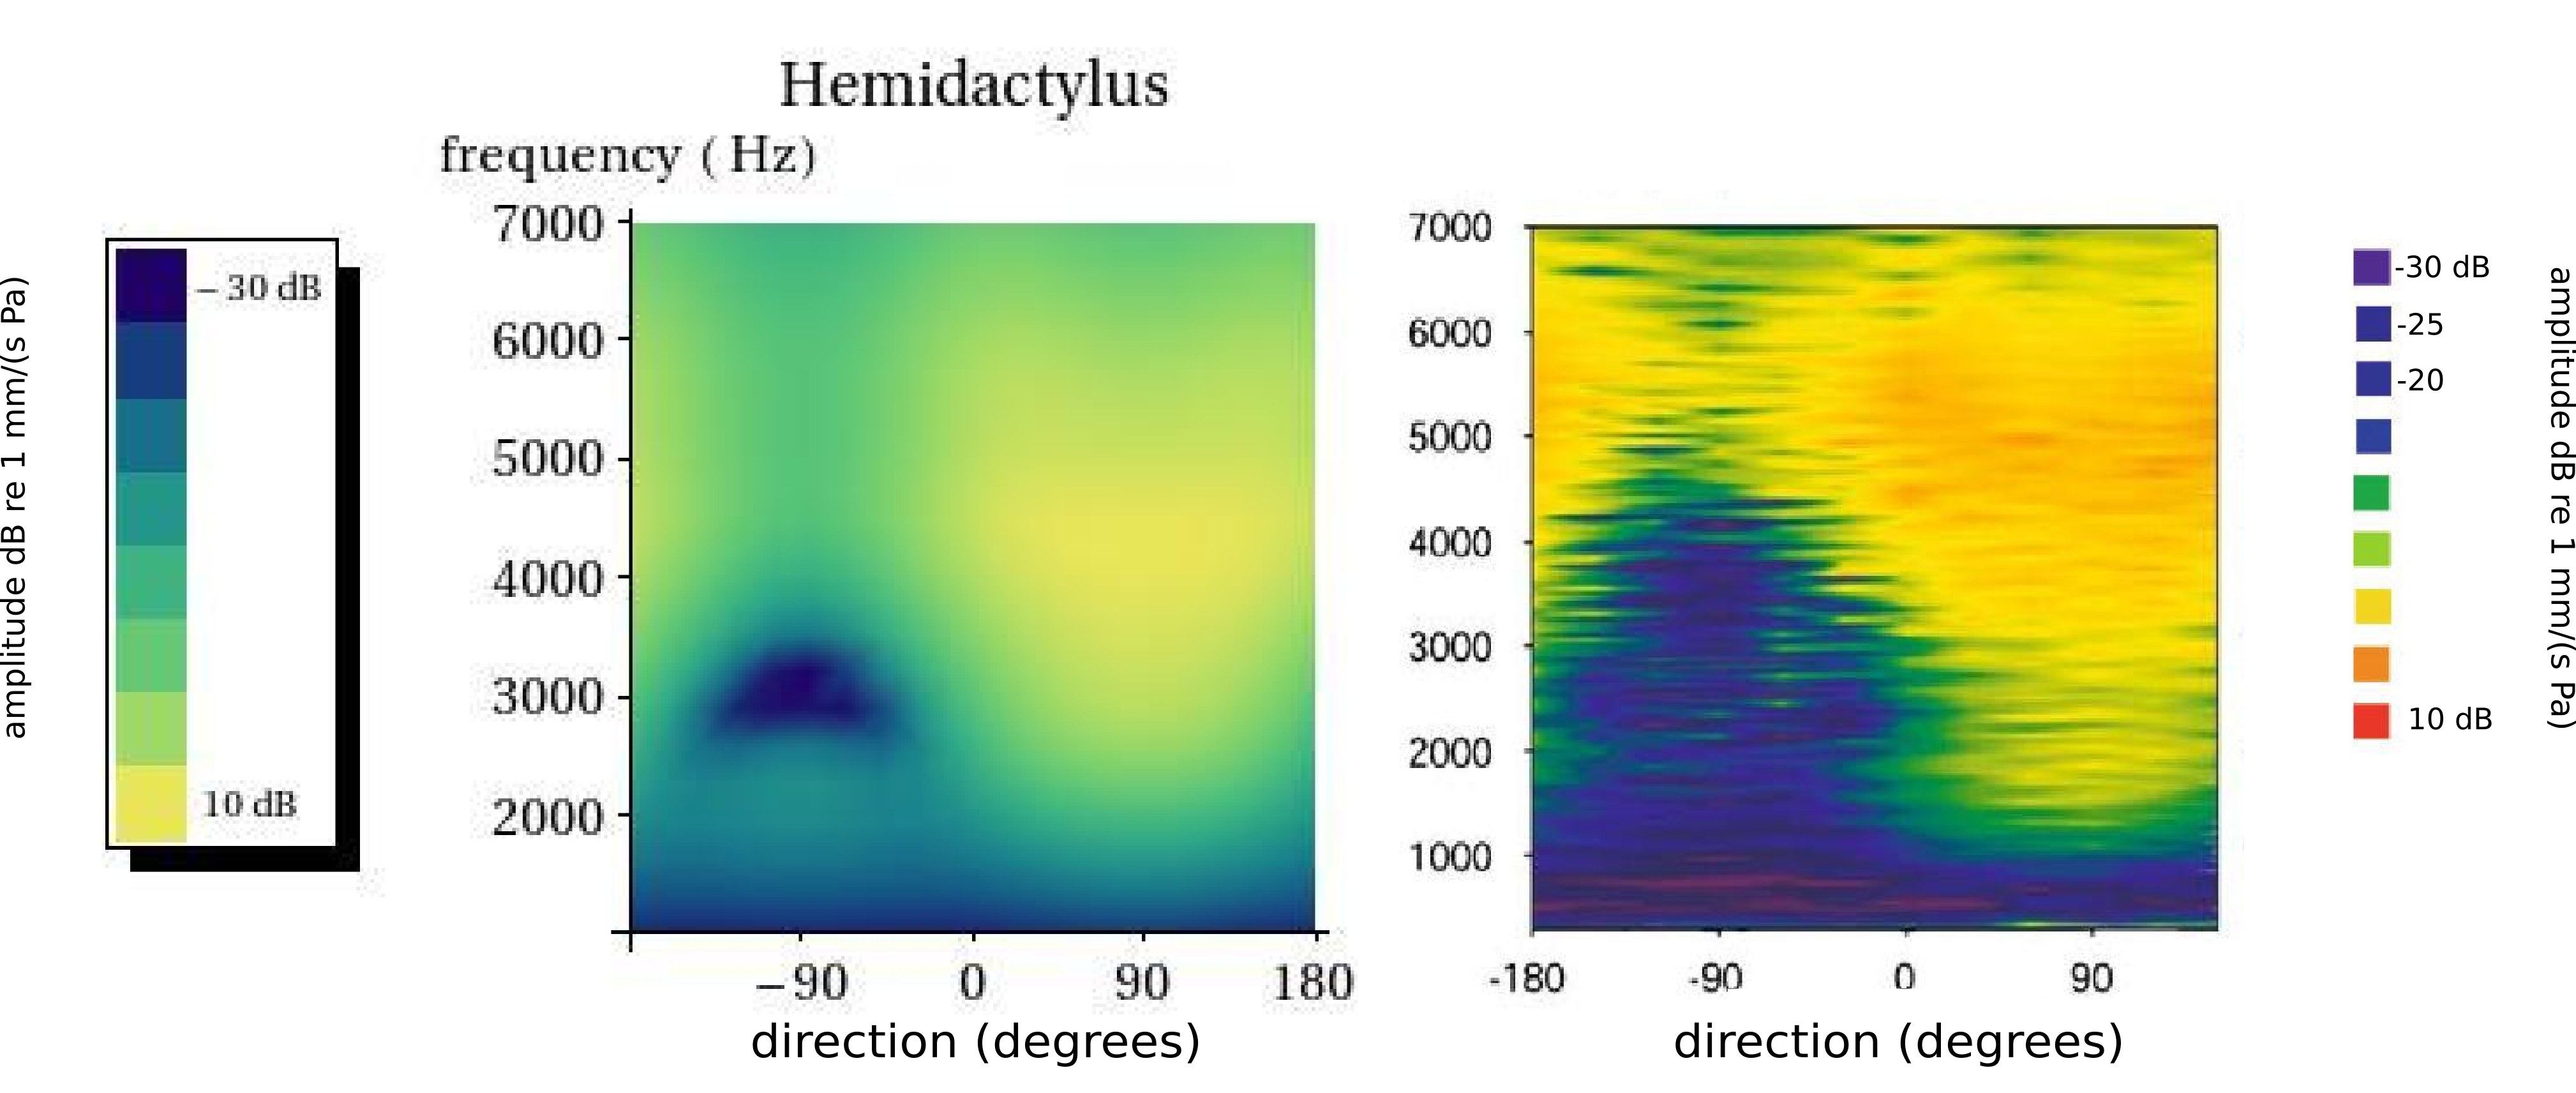 Hemidactylus
frequency ( Hz)
amplitude dB re 1 mm/(s Pa)
– 30 dB
10 dB
7000
6000
5000
4000
3000
2000
−90 0 90 180
direction (degrees)
7000
6000
5000
4000
3000
2000
1000
-180 -90 0 90
direction (degrees)
-30 dB
-25
-20
10 dB
amplitude dB re 1 mm/(s Pa)